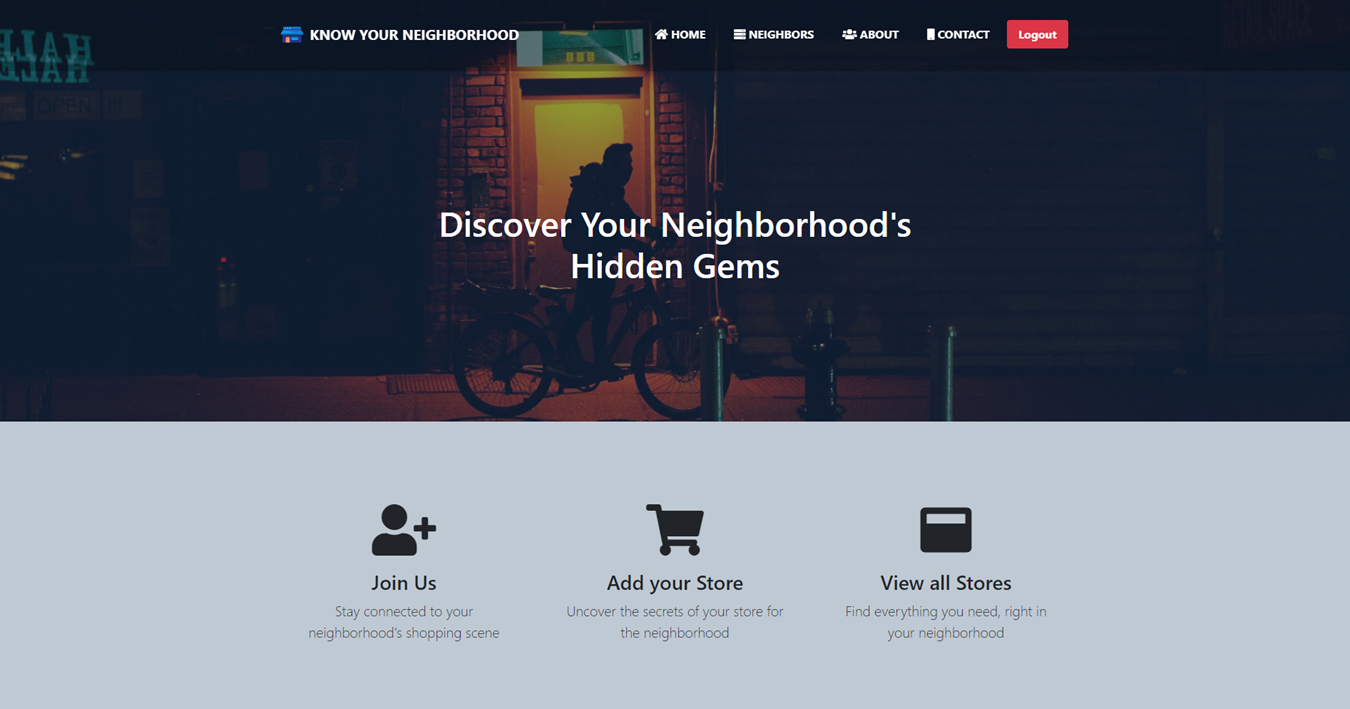 KNOW YOUR NEIGHBORHOOD
HOME
NEIGHBORS
ABOUT
CONTACT
Logout
HALE
OPEN
Discover Your Neighborhood's
Hidden Gems
Join Us
Stay connected to your
neighborhood's shopping scene
Add your Store
Uncover the secrets of your store for
the neighborhood
View all Stores
Find everything you need, right in
your neighborhood